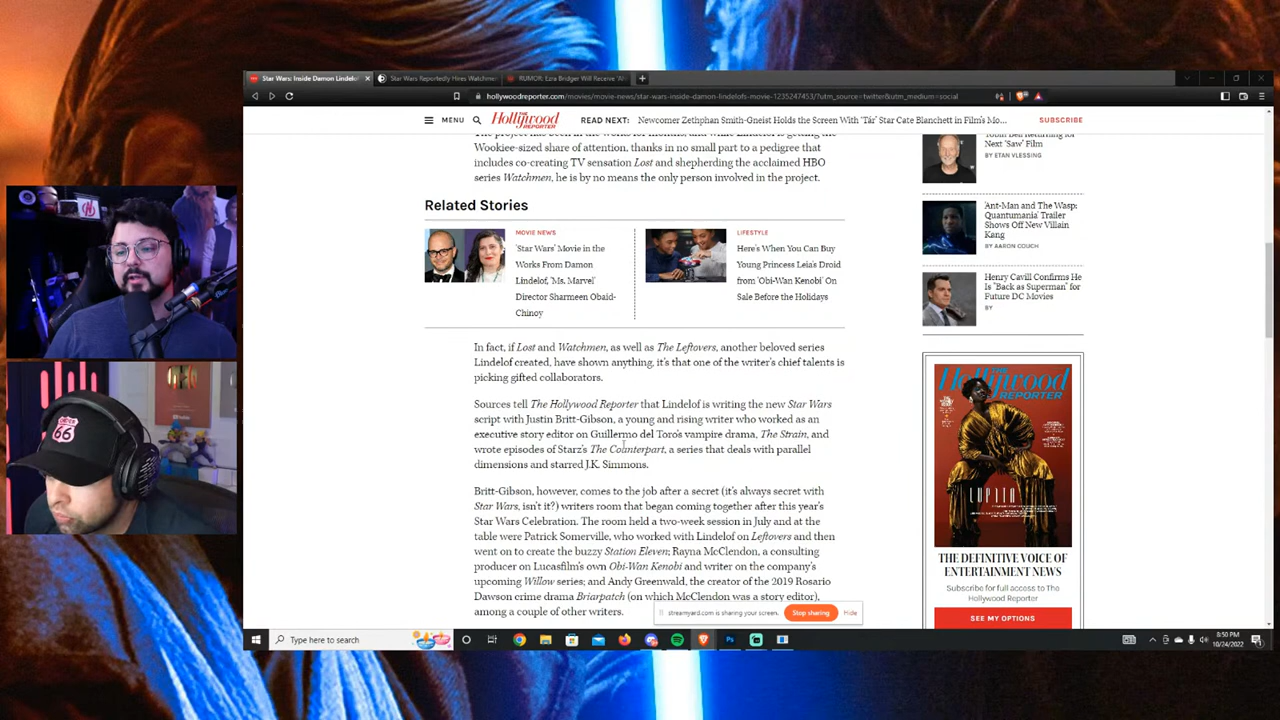 Star Wars: Inside Damon Lindelof
Star Wars Reportedly Hires Watchmen
RUMOR: Ezra Bridger Will Receive
hollywoodreporter.com/movies/movie-news/star-wars-inside-damon-lindelofs-movie-1235247453/?utm_source=twitter&utm_medium=social
MENU
Hollywood
READ NEXT: Newcomer Zethphan Smith-Gneist Holds the Screen With 'Tár' Star Cate Blanchett in Film's Mo...
SUBSCRIBE
The project has been in the works for months, and while Lindelof is getting the
Wookiee-sized share of attention, thanks in no small part to a pedigree that
includes co-creating TV sensation Lost and shepherding the acclaimed HBO
series Watchmen, he is by no means the only person involved in the project.
Related Stories
MOVIE NEWS
'Star Wars' Movie in the
Works From Damon
Lindelof, 'Ms. Marvel'
Director Sharmeen Obaid-
Chinoy
LIFESTYLE
Here's When You Can Buy
Young Princess Leia's Droid
from 'Obi-Wan Kenobi' On
Sale Before the Holidays
In fact, if Lost and Watchmen, as well as The Leftovers, another beloved series
Lindelof created, have shown anything, it's that one of the writer's chief talents is
picking gifted collaborators.
Sources tell The Hollywood Reporter that Lindelof is writing the new Star Wars
script with Justin Britt-Gibson, a young and rising writer who worked as an
executive story editor on Guillermo del Toro's vampire drama, The Strain, and
wrote episodes of Starz's The Counterpart, a series that deals with parallel
dimensions and starred J.K. Simmons.
Britt-Gibson, however, comes to the job after a secret (it's always secret with
Star Wars, isn't it?) writers room that began coming together after this year's
Star Wars Celebration. The room held a two-week session in July and at the
table were Patrick Somerville, who worked with Lindelof on Leftovers and then
went on to create the buzzy Station Eleven; Rayna McClendon, a consulting
producer on Lucasfilm's own Obi-Wan Kenobi and writer on the company's
upcoming Willow series; and Andy Greenwald, the creator of the 2019 Rosario
Dawson crime drama Briarpatch (on which McClendon was a story editor),
among a couple of other writers.
Tobin Bell Returning for
Next 'Saw' Film
BY ETAN VLESSING
'Ant-Man and The Wasp:
Quantumania' Trailer
Shows Off New Villain
Kang
BY AARON COUCH
Henry Cavill Confirms He
Is "Back as Superman" for
Future DC Movies
BY
Hollywood
LUPITA
THE DEFINITIVE VOICE OF
ENTERTAINMENT NEWS
Subscribe for full access to The
Hollywood Reporter
SEE MY OPTIONS
streamyard.com is sharing your screen.
Stop sharing
Hide
Type here to search
8:50 PM
10/24/2022
ROUTE
66